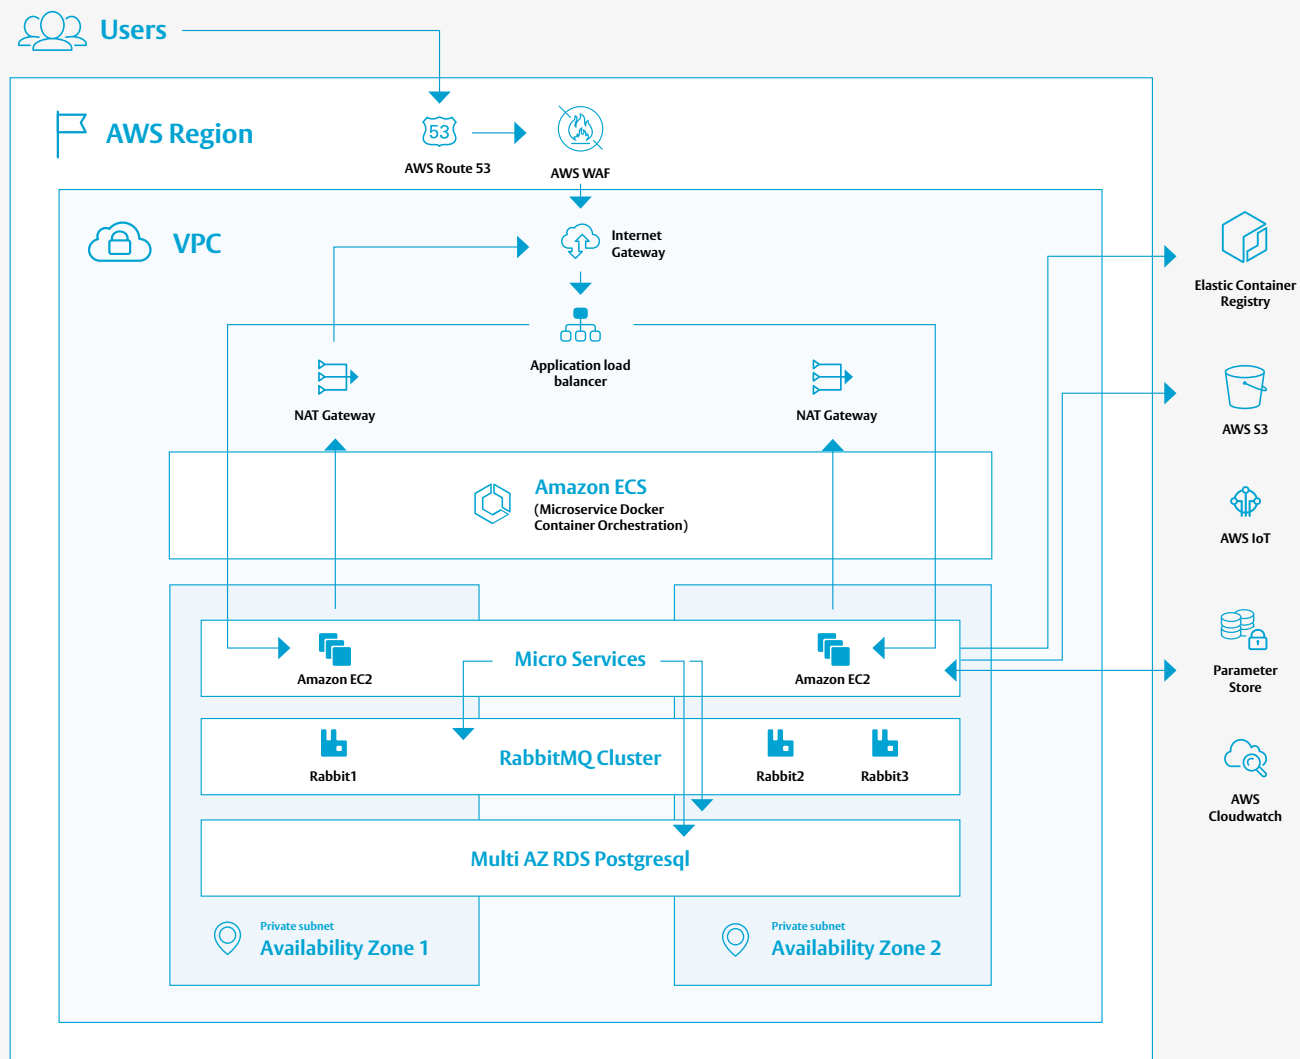 Users
AWS Region
53
AWS Route 53
AWS WAF
VPC
Internet
Gateway
Elastic Container
Registry
Application load
balancer
NAT Gateway
NAT Gateway
AWS S3
Amazon ECS
(Microservice Docker
Container Orchestration)
AWS IoT
Micro Services
Amazon EC2
Amazon EC2
Parameter
Store
RabbitMQ Cluster
Rabbit1
Rabbit2
Rabbit3
AWS
Cloudwatch
Multi AZ RDS Postgresql
Private subnet
Availability Zone 1
Private subnet
Availability Zone 2